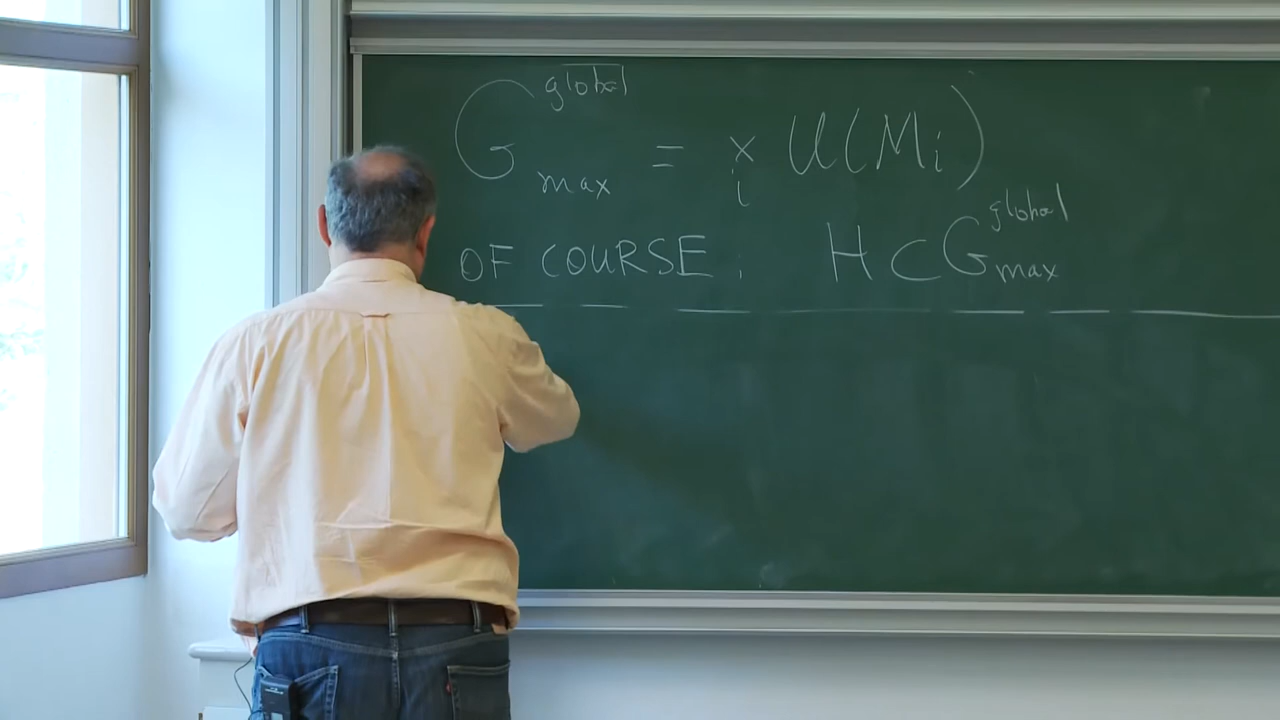 G^global_max = ×_i U(M_i)
OF COURSE, H ⊂ G^global_max